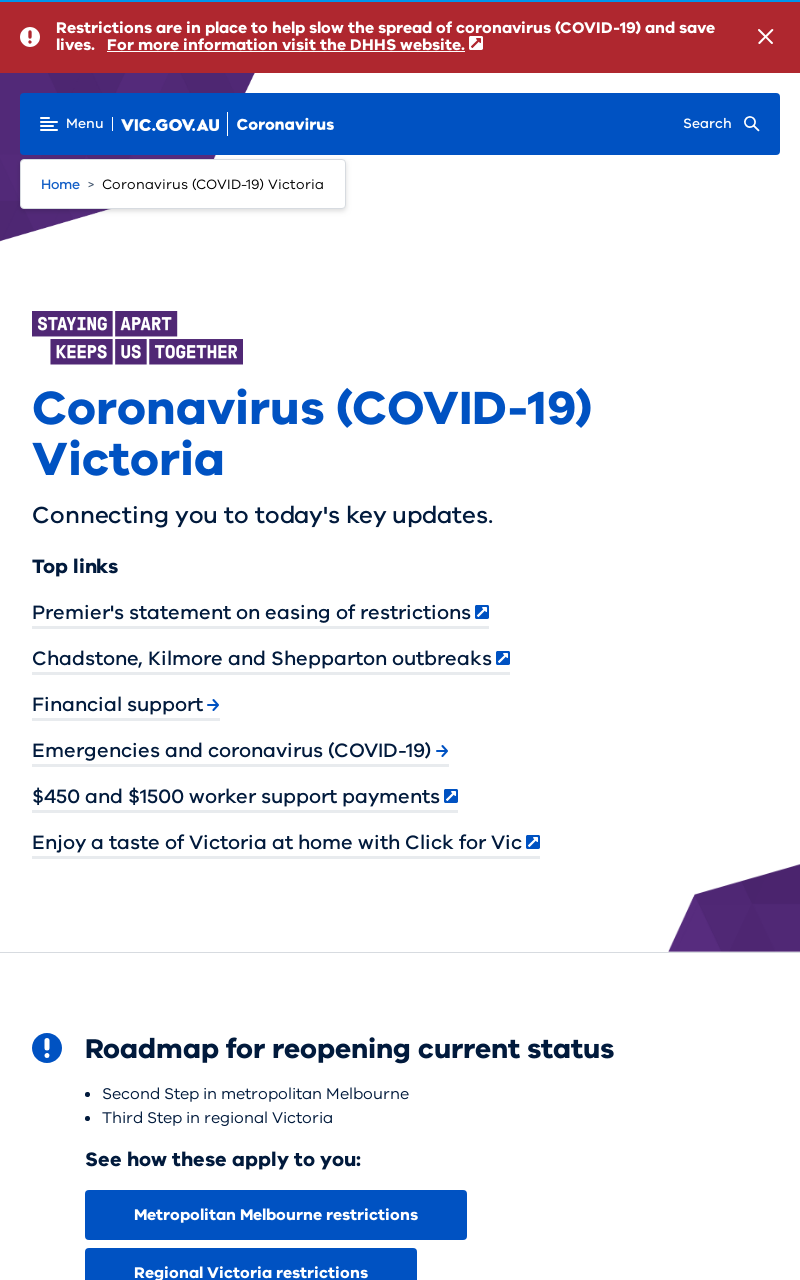 Restrictions are in place to help slow the spread of coronavirus (COVID-19) and save
lives. For more information visit the DHHS website.
Menu VIC.GOV.AU Coronavirus Search
Home > Coronavirus (COVID-19) Victoria
STAYING APART
KEEPS US TOGETHER
Coronavirus (COVID-19)
Victoria
Connecting you to today's key updates.
Top links
Premier's statement on easing of restrictions
Chadstone, Kilmore and Shepparton outbreaks
Financial support
Emergencies and coronavirus (COVID-19)
$450 and $1500 worker support payments
Enjoy a taste of Victoria at home with Click for Vic
Roadmap for reopening current status
• Second Step in metropolitan Melbourne
• Third Step in regional Victoria
See how these apply to you:
Metropolitan Melbourne restrictions
Regional Victoria restrictions